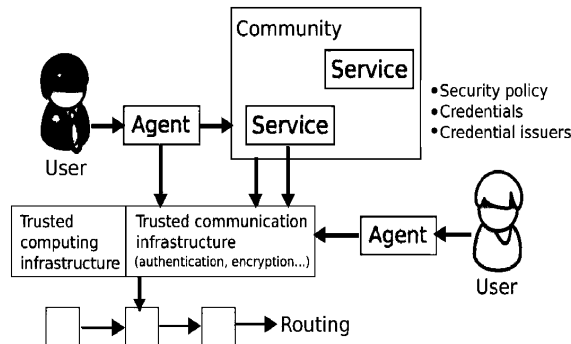 Community
Service
• Security policy
• Credentials
• Credential issuers
Agent
Service
User
Trusted
computing
infrastructure
Trusted communication
infrastructure
(authentication, encryption...)
Agent
User
Routing